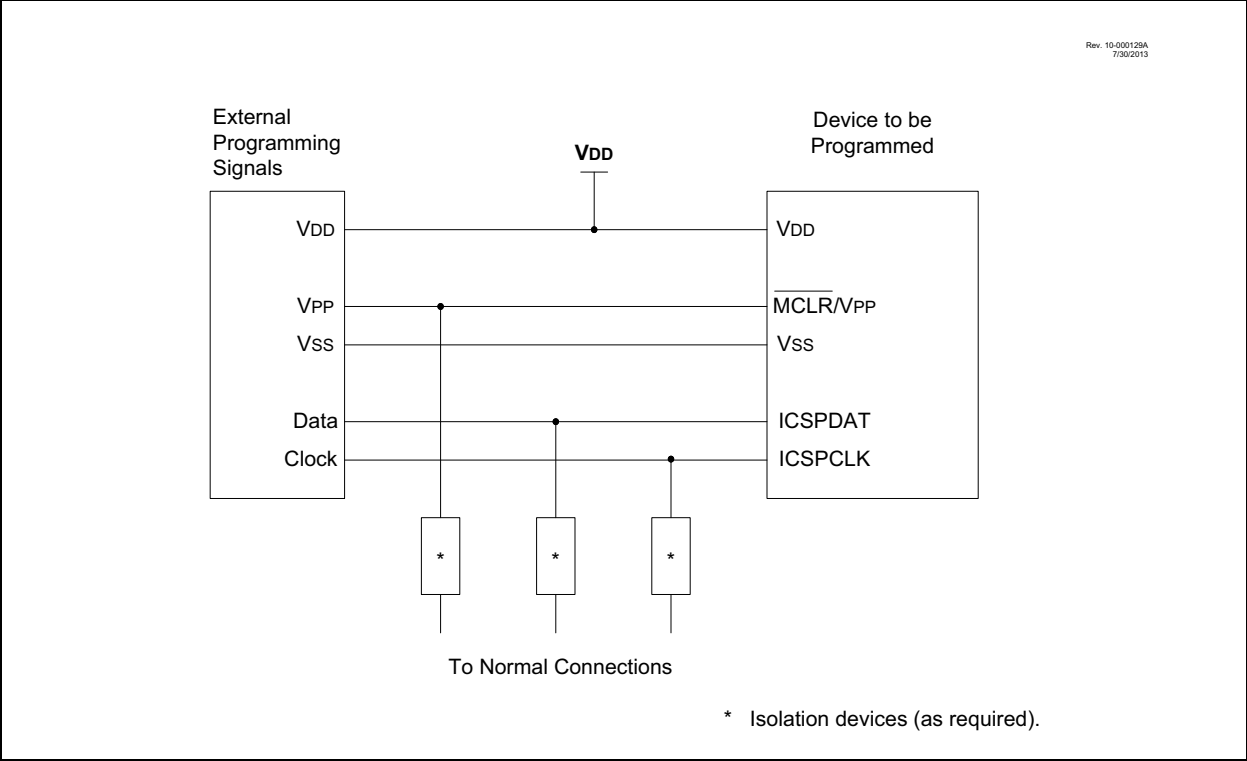 Rev. 10-000129A
7/30/2013
External
Programming
Signals
VDD
Device to be
Programmed
VDD
VDD
VPP
MCLR/VPP
VSS
VSS
Data
ICSPDAT
Clock
ICSPCLK
*
*
*
To Normal Connections
* Isolation devices (as required).